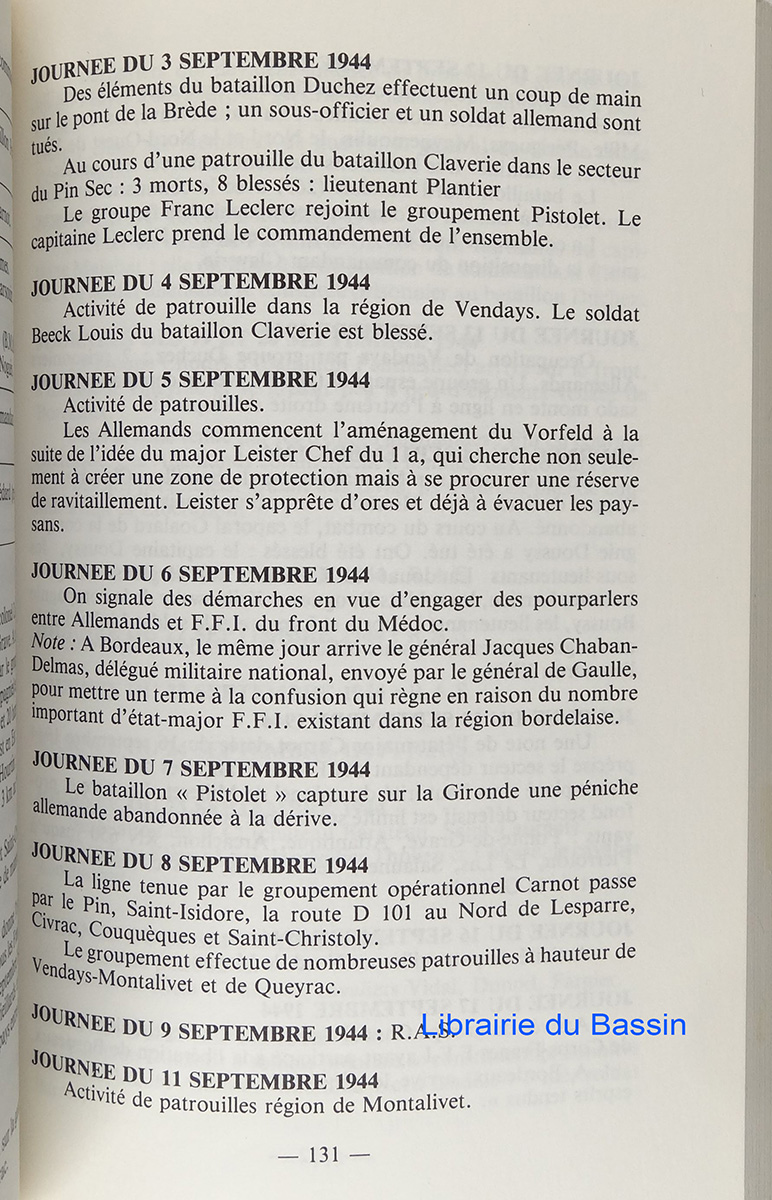 JOURNEE DU 3 SEPTEMBRE 1944
Des éléments du bataillon Duchez effectuent un coup de main
sur le pont de la Brède ; un sous-officier et un soldat allemand sont
tués.
Au cours d'une patrouille du bataillon Claverie dans le secteur
du Pin Sec : 3 morts, 8 blessés : lieutenant Plantier
Le groupe Franc Leclerc rejoint le groupement Pistolet. Le
capitaine Leclerc prend le commandement de l'ensemble.
JOURNEE DU 4 SEPTEMBRE 1944
Activité de patrouille dans la région de Vendays. Le soldat
Beeck Louis du bataillon Claverie est blessé.
JOURNEE DU 5 SEPTEMBRE 1944
Activité de patrouilles.
Les Allemands commencent l'aménagement du Vorfeld à la
suite de l'idée du major Leister Chef du 1 a, qui cherche non seule-
ment à créer une zone de protection mais à se procurer une réserve
de ravitaillement. Leister s'apprête d'ores et déjà à évacuer les pay-
sans.
JOURNEE DU 6 SEPTEMBRE 1944
On signale des démarches en vue d'engager des pourparlers
entre Allemands et F.F.I. du front du Médoc.
Note : A Bordeaux, le même jour arrive le général Jacques Chaban-
Delmas, délégué militaire national, envoyé par le général de Gaulle,
pour mettre un terme à la confusion qui règne en raison du nombre
important d'état-major F.F.I. existant dans la région bordelaise.
JOURNEE DU 7 SEPTEMBRE 1944
Le bataillon « Pistolet » capture sur la Gironde une péniche
allemande abandonnée à la dérive.
JOURNEE DU 8 SEPTEMBRE 1944
La ligne tenue par le groupement opérationnel Carnot passe
par le Pin, Saint-Isidore, la route D 101 au Nord de Lesparre,
Civrac, Couquèques et Saint-Christoly.
Le groupement effectue de nombreuses patrouilles à hauteur de
Vendays-Montalivet et de Queyrac.
JOURNEE DU 9 SEPTEMBRE 1944 : R.A.S.
Librairie du Bassin
JOURNEE DU 11 SEPTEMBRE 1944
Activité de patrouilles région de Montalivet.
— 131 —